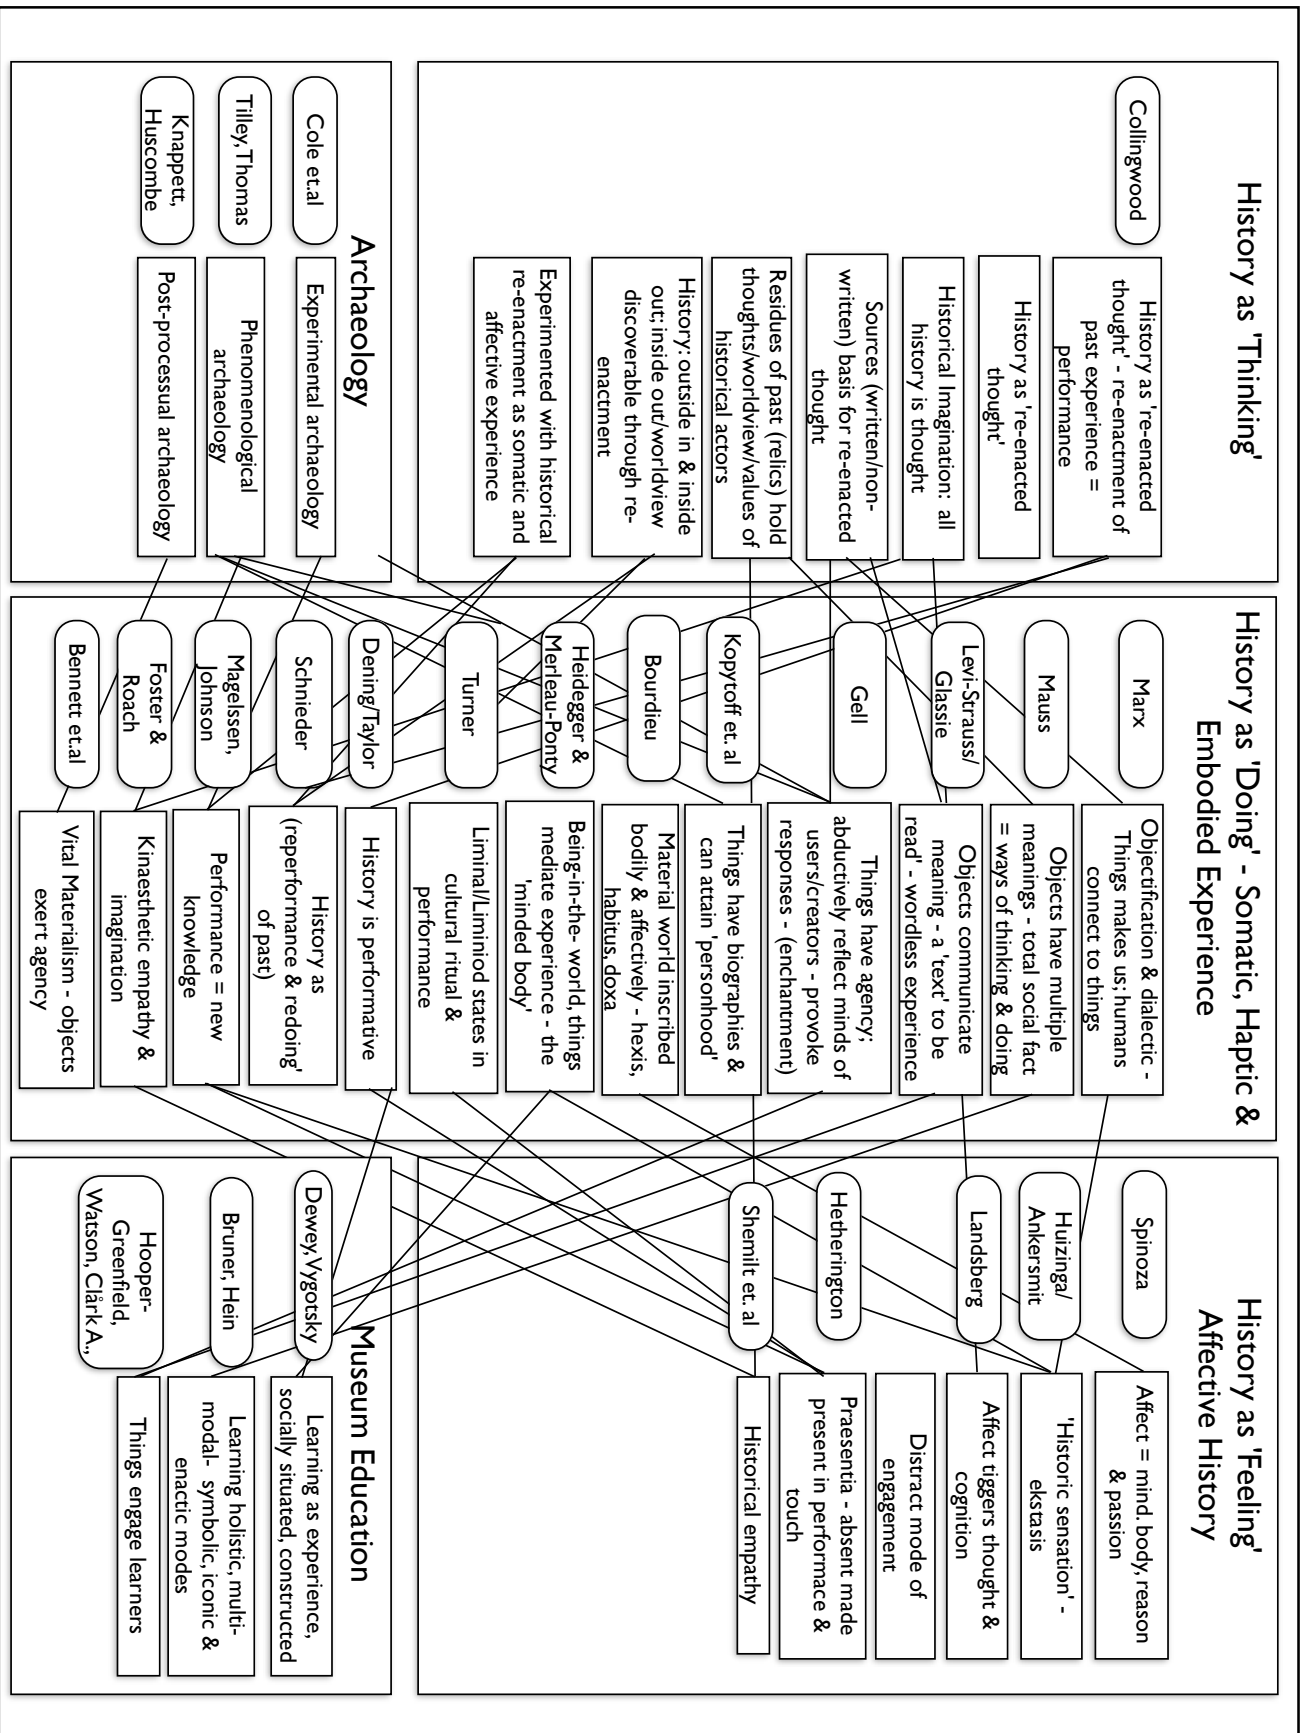 History as 'Thinking'
Collingwood
History as 're-enacted
thought' - re-enactment of
past experience =
performance
History as 're-enacted
thought'
Historical Imagination: all
history is thought
Sources (written/non-
written) basis for re-enacted
thought
Residues of past (relics) hold
thoughts/worldview/values of
historical actors
History: outside in & inside
out; inside out/worldview
discoverable through re-
enactment
Experimented with historical
re-enactment as somatic and
affective experience
Archaeology
Cole et.al
Experimental archaeology
Tilley, Thomas
Phenomenological
archaeology
Knappett,
Huscombe
Post-processual archaeology
History as 'Doing' - Somatic, Haptic &
Embodied Experience
Marx
Objectification & dialectic -
Things makes us; humans
connect to things
Mauss
Objects have multiple
meanings - total social fact
= ways of thinking & doing
Levi-Strauss/
Glassie
Objects communicate
meaning - a 'text' to be
read' - wordless experience
Gell
Things have agency;
abductively reflect minds of
users/creators - provoke
responses - (enchantment)
Kopytoff et. al
Things have biographies &
can attain 'personhood'
Bourdieu
Material world inscribed
bodily & affectively - hexis,
habitus, doxa
Heidegger &
Merleau-Ponty
Being-in-the- world, things
mediate experience - the
'minded body'
Turner
Liminal/Liminiod states in
cultural ritual &
performance
Dening/Taylor
History is performative
Schnieder
History as
(reperformance & redoing'
of past)
Magelssen,
Johnson
Performance = new
knowledge
Foster &
Roach
Kinaesthetic empathy &
imagination
Bennett et.al
Vital Materialism - objects
exert agency
History as 'Feeling'
Affective History
Spinoza
Affect = mind. body, reason
& passion
Huizinga/
Ankersmit
'Historic sensation' -
ekstasis
Landsberg
Affect tiggers thought &
cognition
Distract mode of
engagement
Hetherington
Praesentia - absent made
present in performace &
touch
Shemilt et. al
Historical empathy
Museum Education
Dewey, Vygotsky
Learning as experience,
socially situated, constructed
Bruner, Hein
Learning holistic, multi-
modal- symbolic, iconic &
enactic modes
Hooper-
Greenfield,
Watson, Clårk A.,
Things engage learners